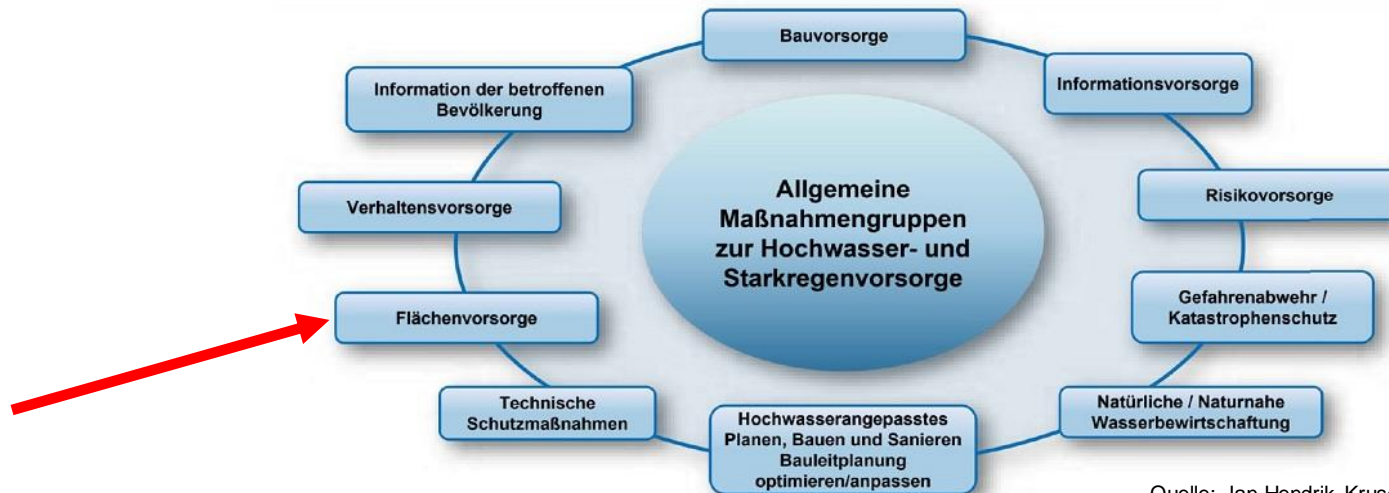 Bauvorsorge
Information der betroffenen
Bevölkerung
Informationsvorsorge
Verhaltensvorsorge
Allgemeine
Maßnahmengruppen
zur Hochwasser- und
Starkregenvorsorge
Risikovorsorge
Flächenvorsorge
Gefahrenabwehr /
Katastrophenschutz
Technische
Schutzmaßnahmen
Hochwasserangepasstes
Planen, Bauen und Sanieren
Bauleitplanung
optimieren/anpassen
Natürliche / Naturnahe
Wasserbewirtschaftung
Quelle: Jan-Hendrik